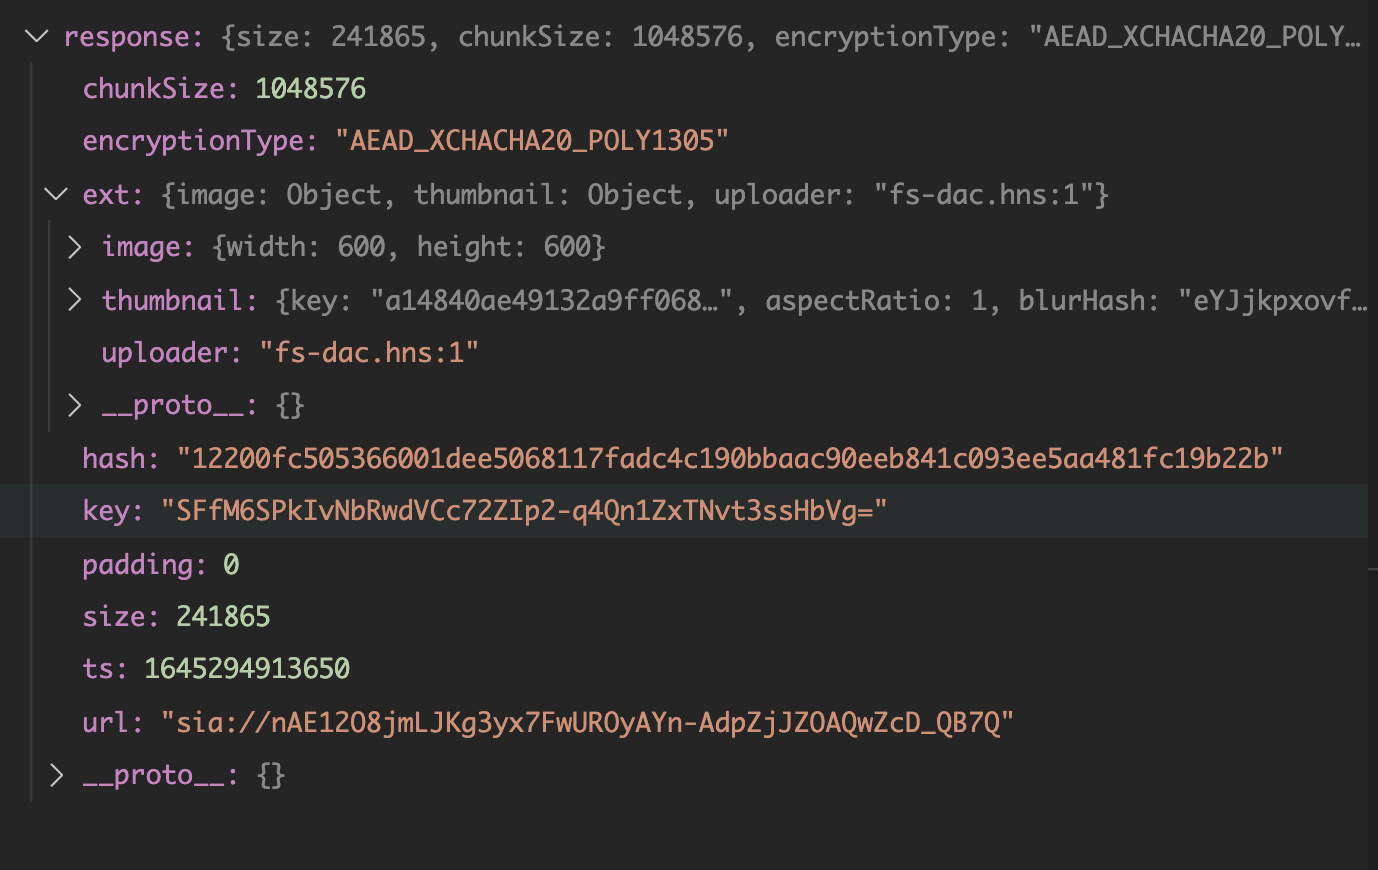 response: {size: 241865, chunkSize: 1048576, encryptionType: "AEAD_XCHACHA20_POLY…
chunkSize: 1048576
encryptionType: "AEAD_XCHACHA20_POLY1305"
ext: {image: Object, thumbnail: Object, uploader: "fs-dac.hns:1"}
image: {width: 600, height: 600}
thumbnail: {key: "a14840ae49132a9ff068…", aspectRatio: 1, blurHash: "eYJjkpxovf…
uploader: "fs-dac.hns:1"
__proto__: {}
hash: "12200fc505366001dee5068117fadc4c190bbaac90eeb841c093ee5aa481fc19b22b"
key: "SFfM6SPkIvNbRwdVCc72ZIp2-q4Qn1ZxTNvt3ssHbVg="
padding: 0
size: 241865
ts: 1645294913650
url: "sia://nAE12O8jmLJKg3yx7FwUROyAYn-AdpZjJZOAQwZcD_QB7Q"
__proto__: {}